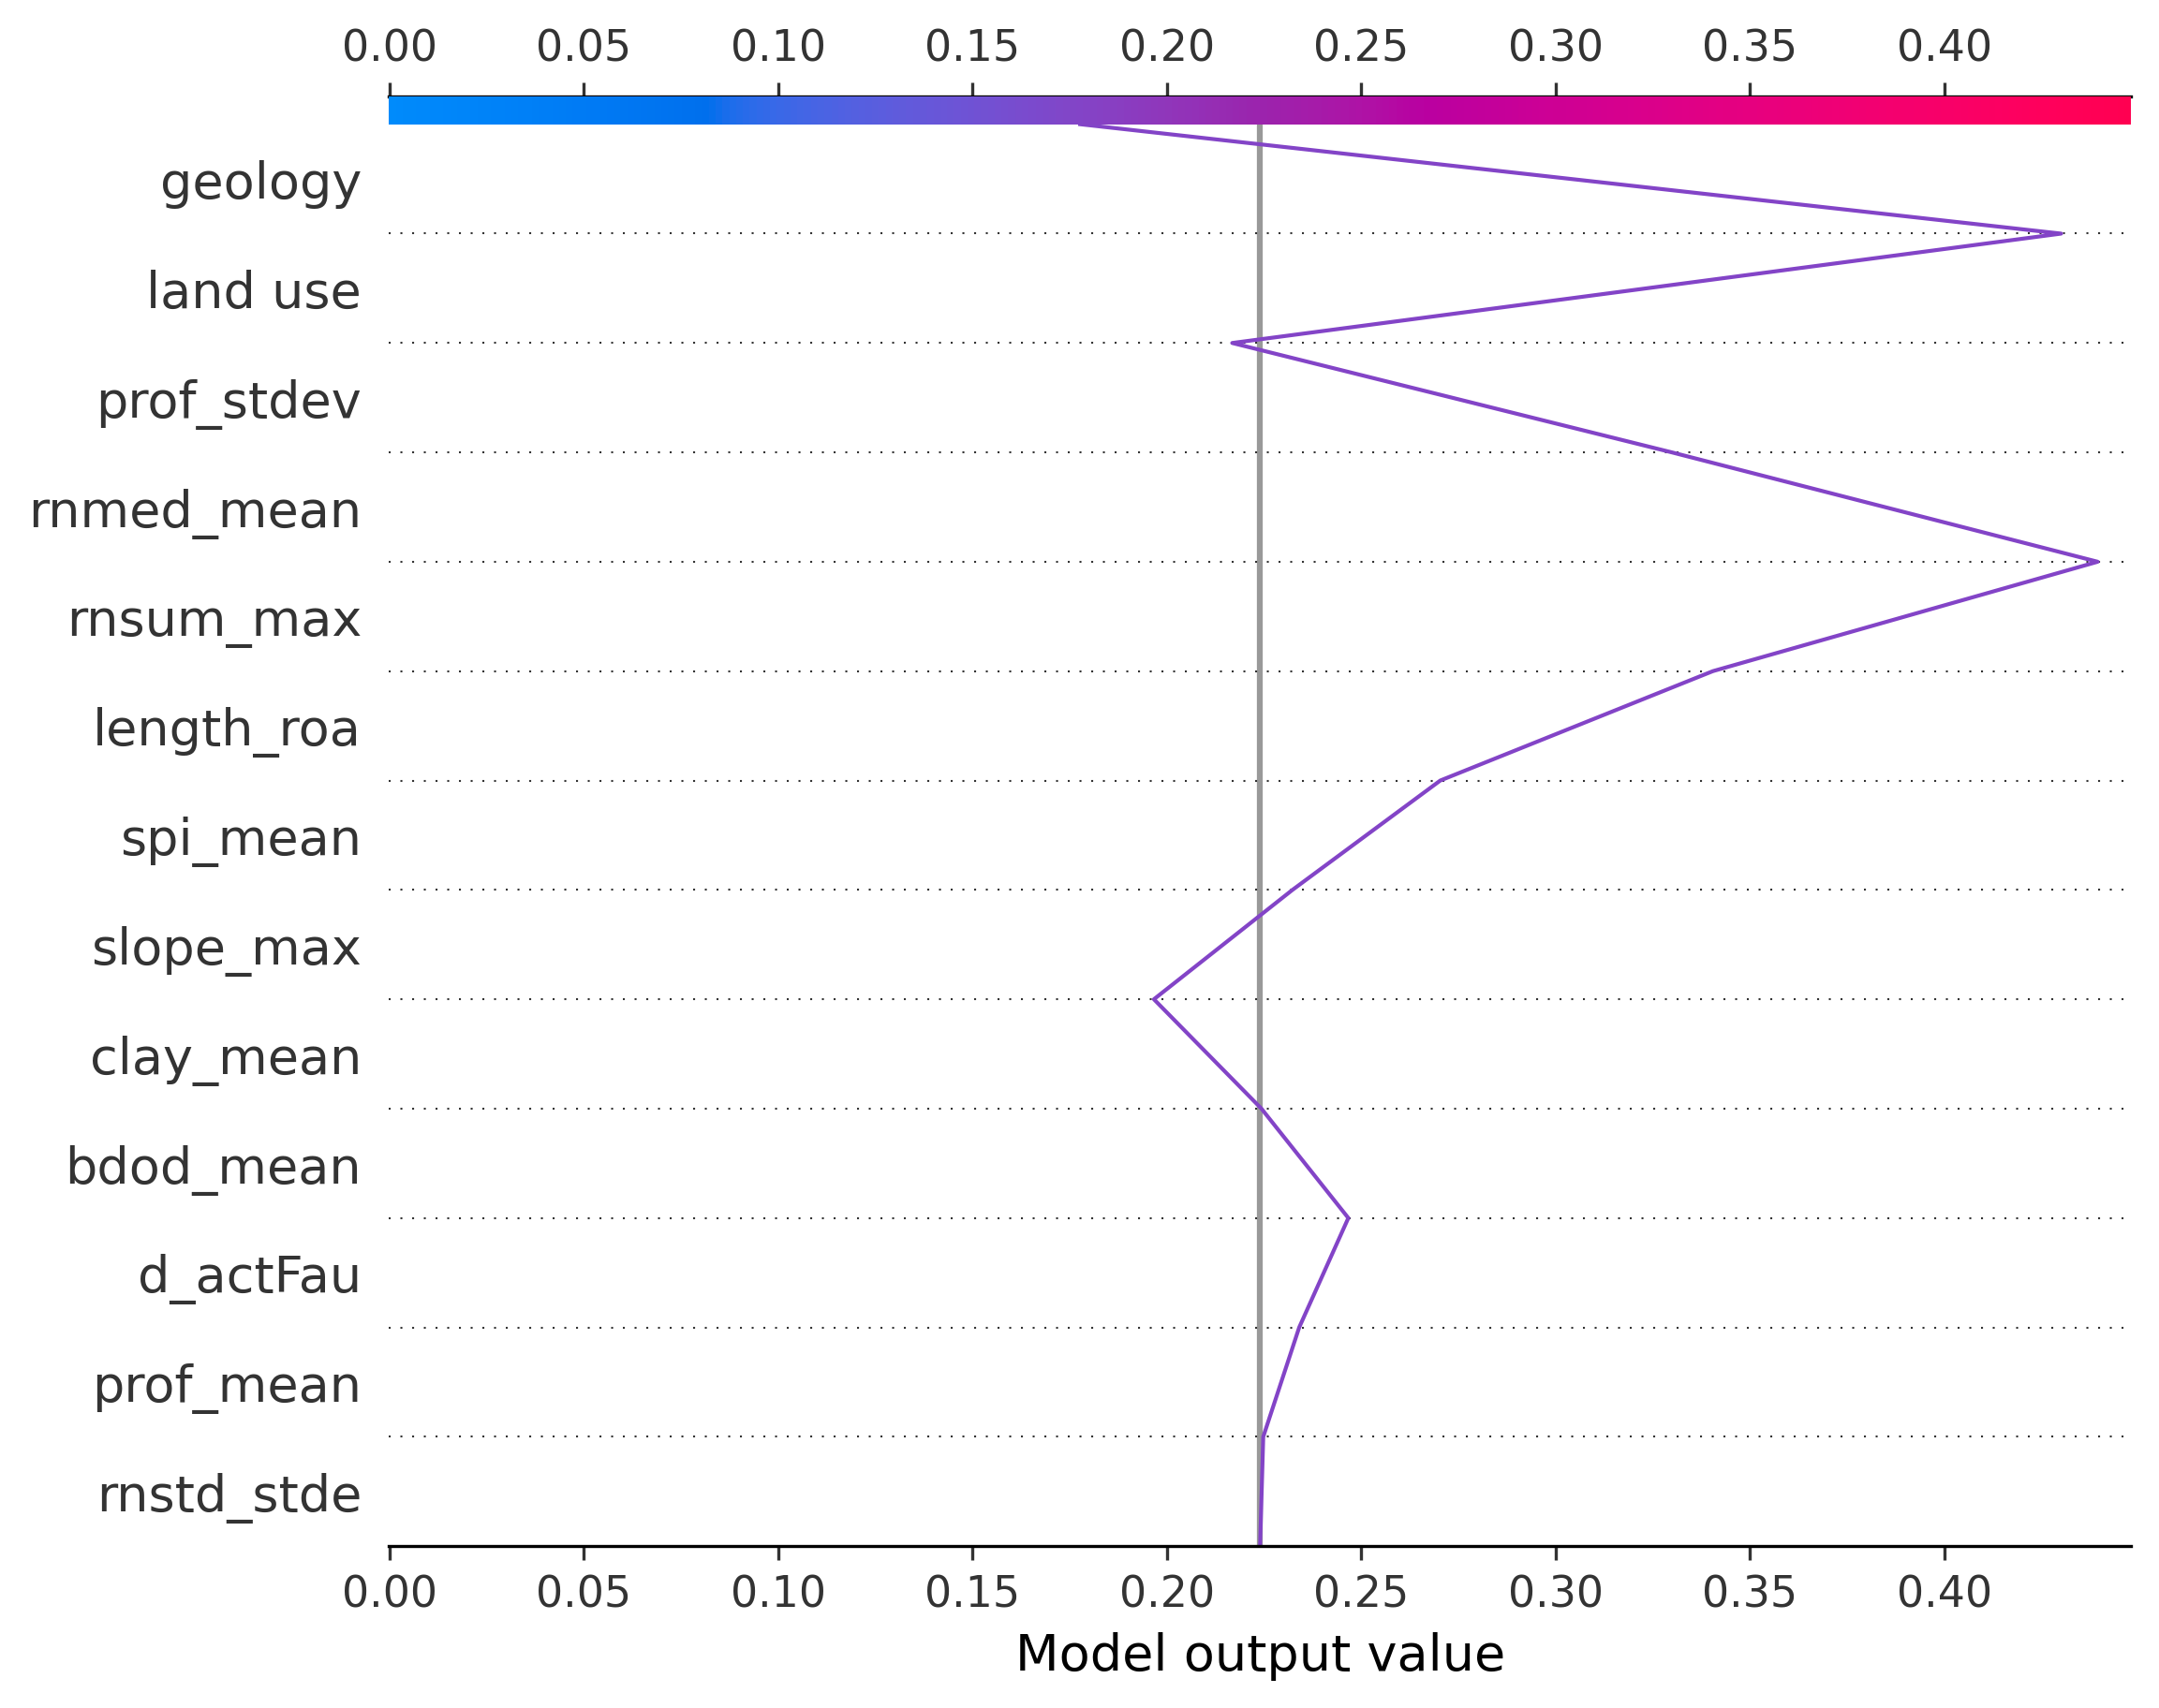 0.00 0.05 0.10 0.15 0.20 0.25 0.30 0.35 0.40
geology
land use
prof_stdev
rnmed_mean
rnsum_max
length_roa
spi_mean
slope_max
clay_mean
bdod_mean
d_actFau
prof_mean
rnstd_stde
0.00 0.05 0.10 0.15 0.20 0.25 0.30 0.35 0.40
Model output value